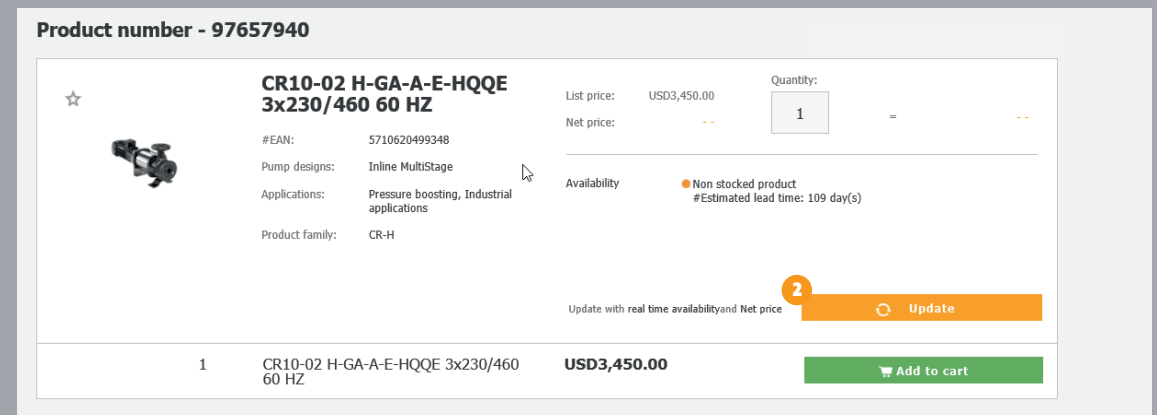 Product number - 97657940
CR10-02 H-GA-A-E-HQQE
3x230/460 60 HZ
#EAN: 5710620499348
Pump designs: Inline MultiStage
Applications: Pressure boosting, Industrial
applications
Product family: CR-H
List price: USD3,450.00
Net price: - -
Quantity:
1 = - -
Availability Non stocked product
#Estimated lead time: 109 day(s)
Update with real time availabilityand Net price
2
Update
1 CR10-02 H-GA-A-E-HQQE 3x230/460 USD3,450.00 Add to cart
60 HZ